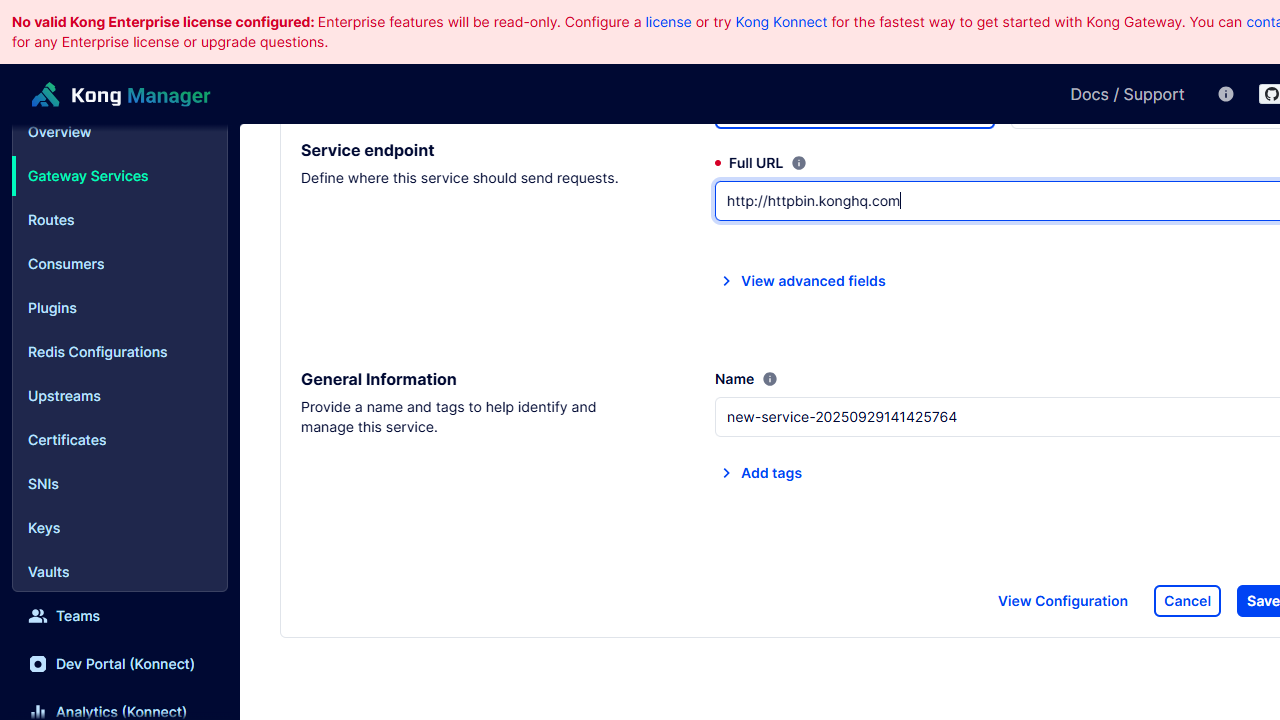 No valid Kong Enterprise license configured: Enterprise features will be read-only. Configure a license or try Kong Konnect for the fastest way to get started with Kong Gateway. You can
for any Enterprise license or upgrade questions.
Kong Manager
Docs / Support
Overview
Gateway Services
Routes
Consumers
Plugins
Redis Configurations
Upstreams
Certificates
SNIs
Keys
Vaults
Teams
Dev Portal (Konnect)
Analytics (Konnect)
Service endpoint
Define where this service should send requests.
Full URL
http://httpbin.konghq.com
View advanced fields
General Information
Provide a name and tags to help identify and
manage this service.
Name
new-service-20250929141425764
Add tags
View Configuration
Cancel
Save